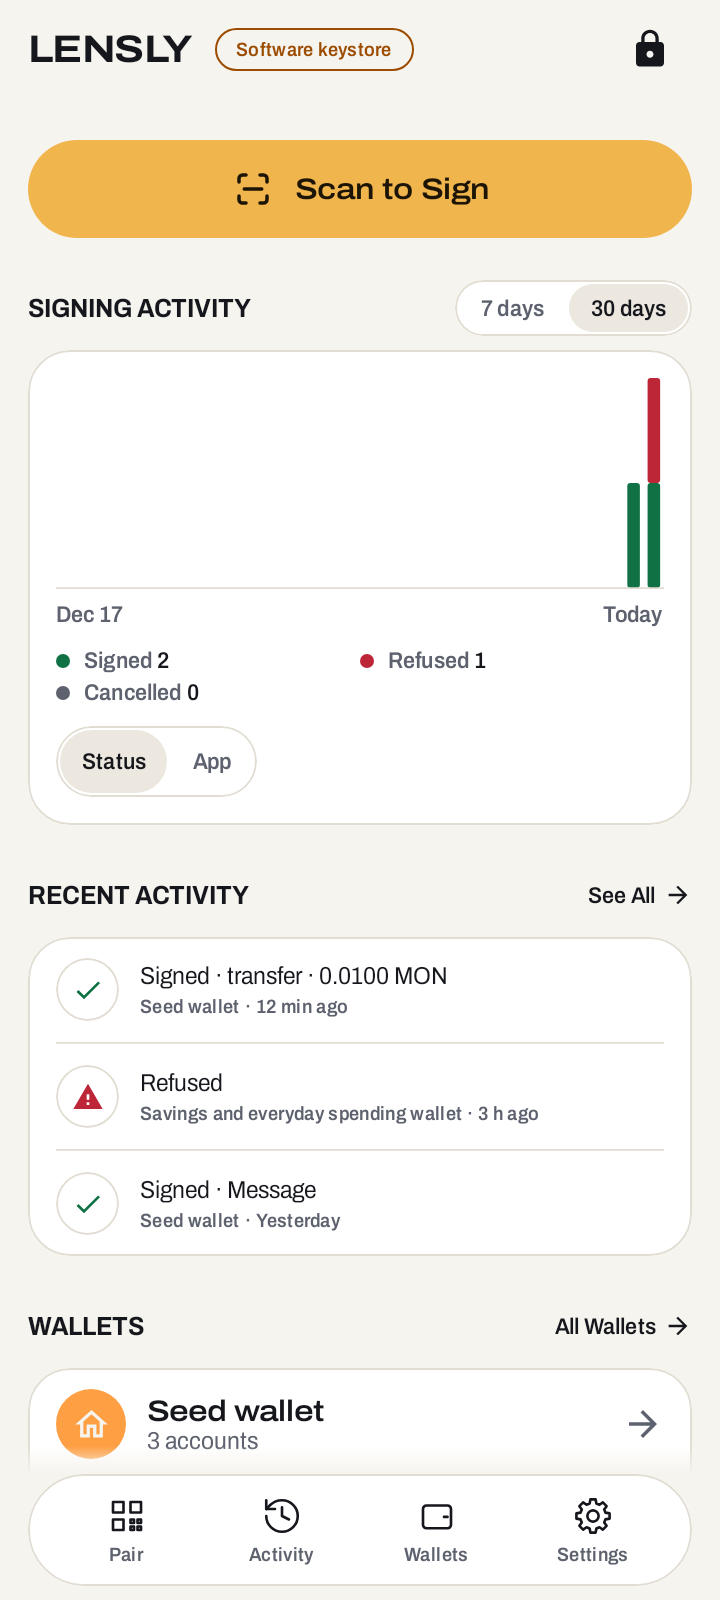 LENSLY
Software keystore
Scan to Sign
SIGNING ACTIVITY
7 days
30 days
Dec 17
Today
Signed 2
Refused 1
Cancelled 0
Status
App
RECENT ACTIVITY
See All
Signed · transfer · 0.0100 MON
Seed wallet · 12 min ago
Refused
Savings and everyday spending wallet · 3 h ago
Signed · Message
Seed wallet · Yesterday
WALLETS
All Wallets
Seed wallet
3 accounts
Pair
Activity
Wallets
Settings